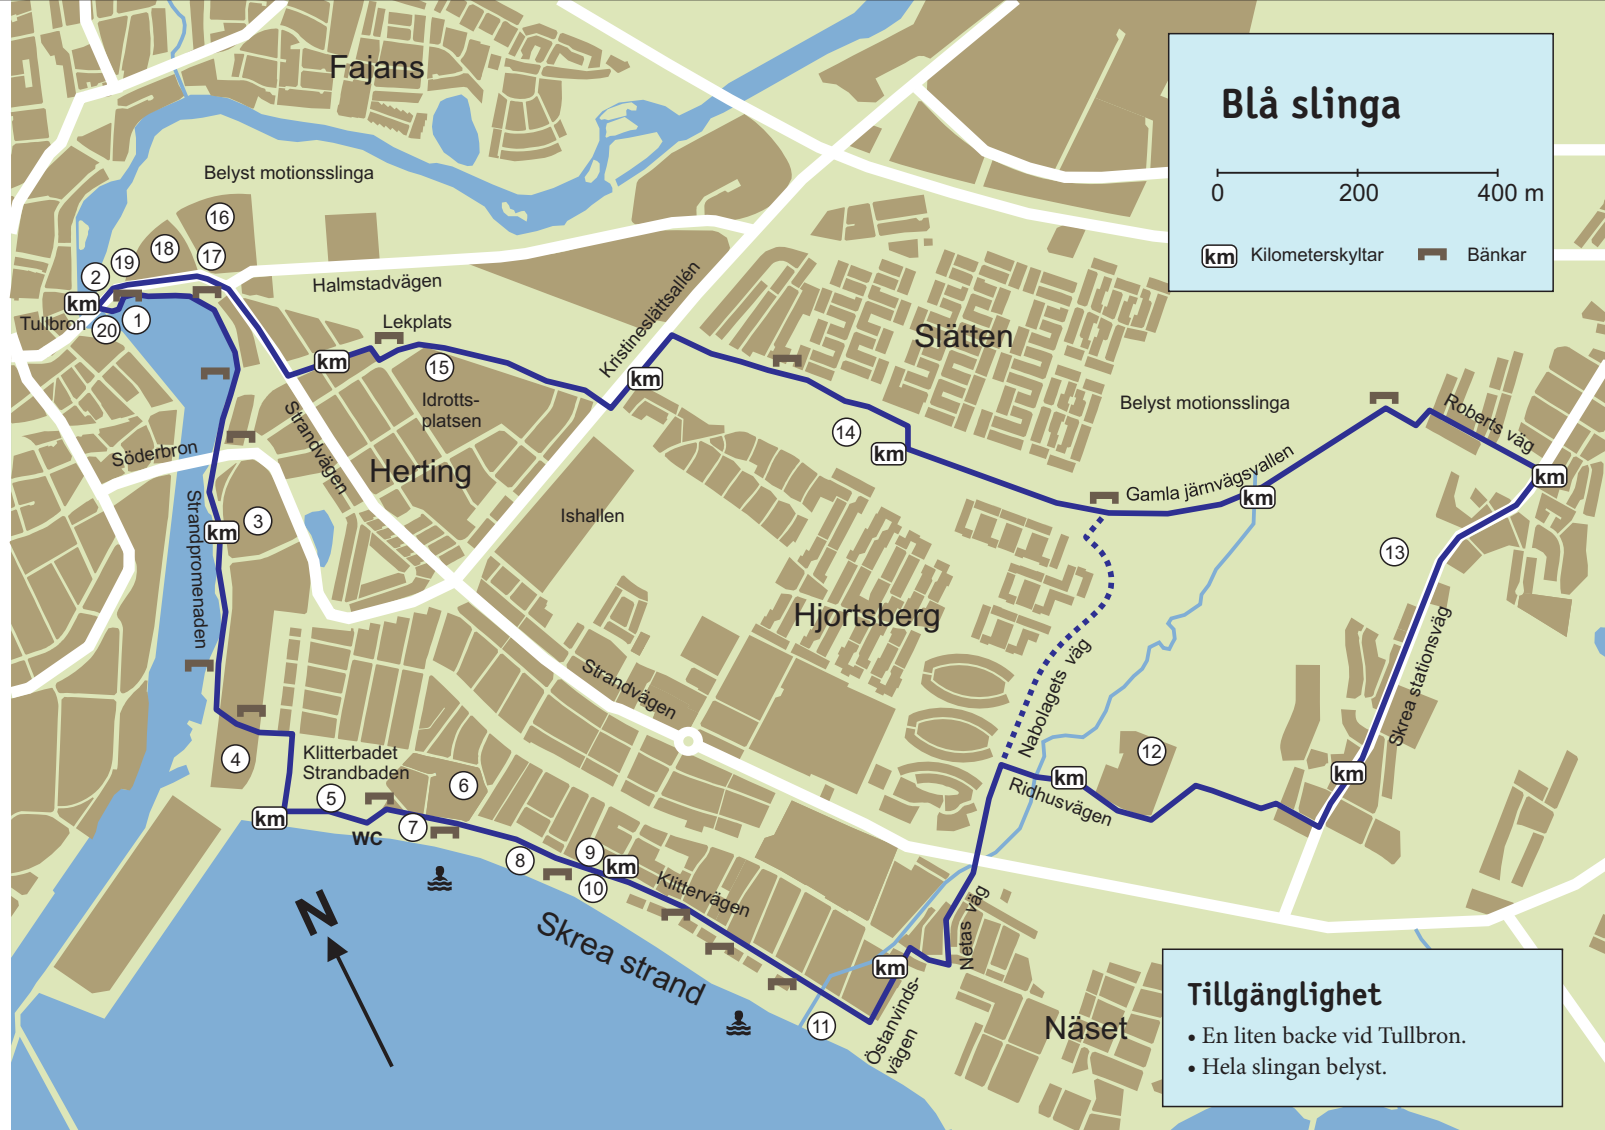 Fajans
Blå slinga
0
200
400 m
km Kilometerskyltar
Bänkar
Belyst motionsslinga
16
18
17
19
2
km
Tullbron
20
1
Halmstadvägen
Lekplats
km
15
Idrotts-
platsen
Kristineslättsallén
km
Slätten
Belyst motionsslinga
Roberts väg
km
14
km
Gamla järnvägsvallen
km
Söderbron
Strandvägen
Herting
Ishallen
3
km
Strandpromenaden
13
Hjortsberg
Skrea stationsväg
Strandvägen
Nabolagets väg
12
km
Ridhusvägen
km
4
Klitterbadet
Strandbaden
5
6
km
WC
7
8
9
km
10
Klittervägen
Netas väg
N
Skrea strand
km
11
Östanvinds-
vägen
Näset
Tillgänglighet
• En liten backe vid Tullbron.
• Hela slingan belyst.